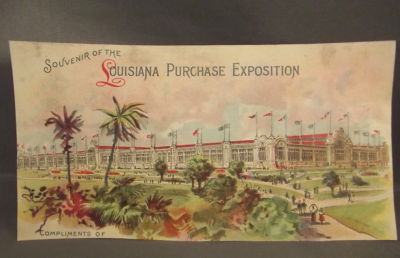 SOUVENIR OF THE
LOUISIANA PURCHASE EXPOSITION
COMPLIMENTS OF